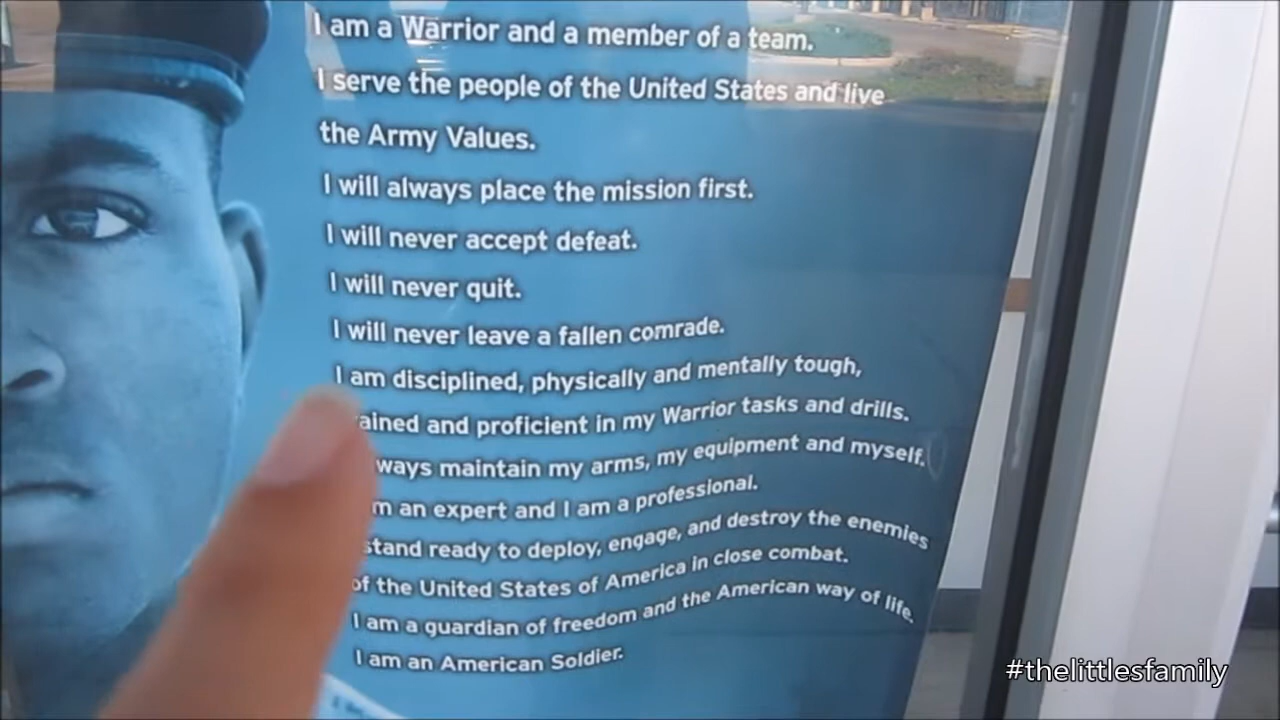 I am a Warrior and a member of a team.
I serve the people of the United States and live
the Army Values.
I will always place the mission first.
I will never accept defeat.
I will never quit.
I will never leave a fallen comrade.
I am disciplined, physically and mentally tough,
ained and proficient in my Warrior tasks and drills.
ways maintain my arms, my equipment and myself.
m an expert and I am a professional.
stand ready to deploy, engage, and destroy the enemies
of the United States of America in close combat.
I am a guardian of freedom and the American way of life.
I am an American Soldier.
#thelittlesfamily